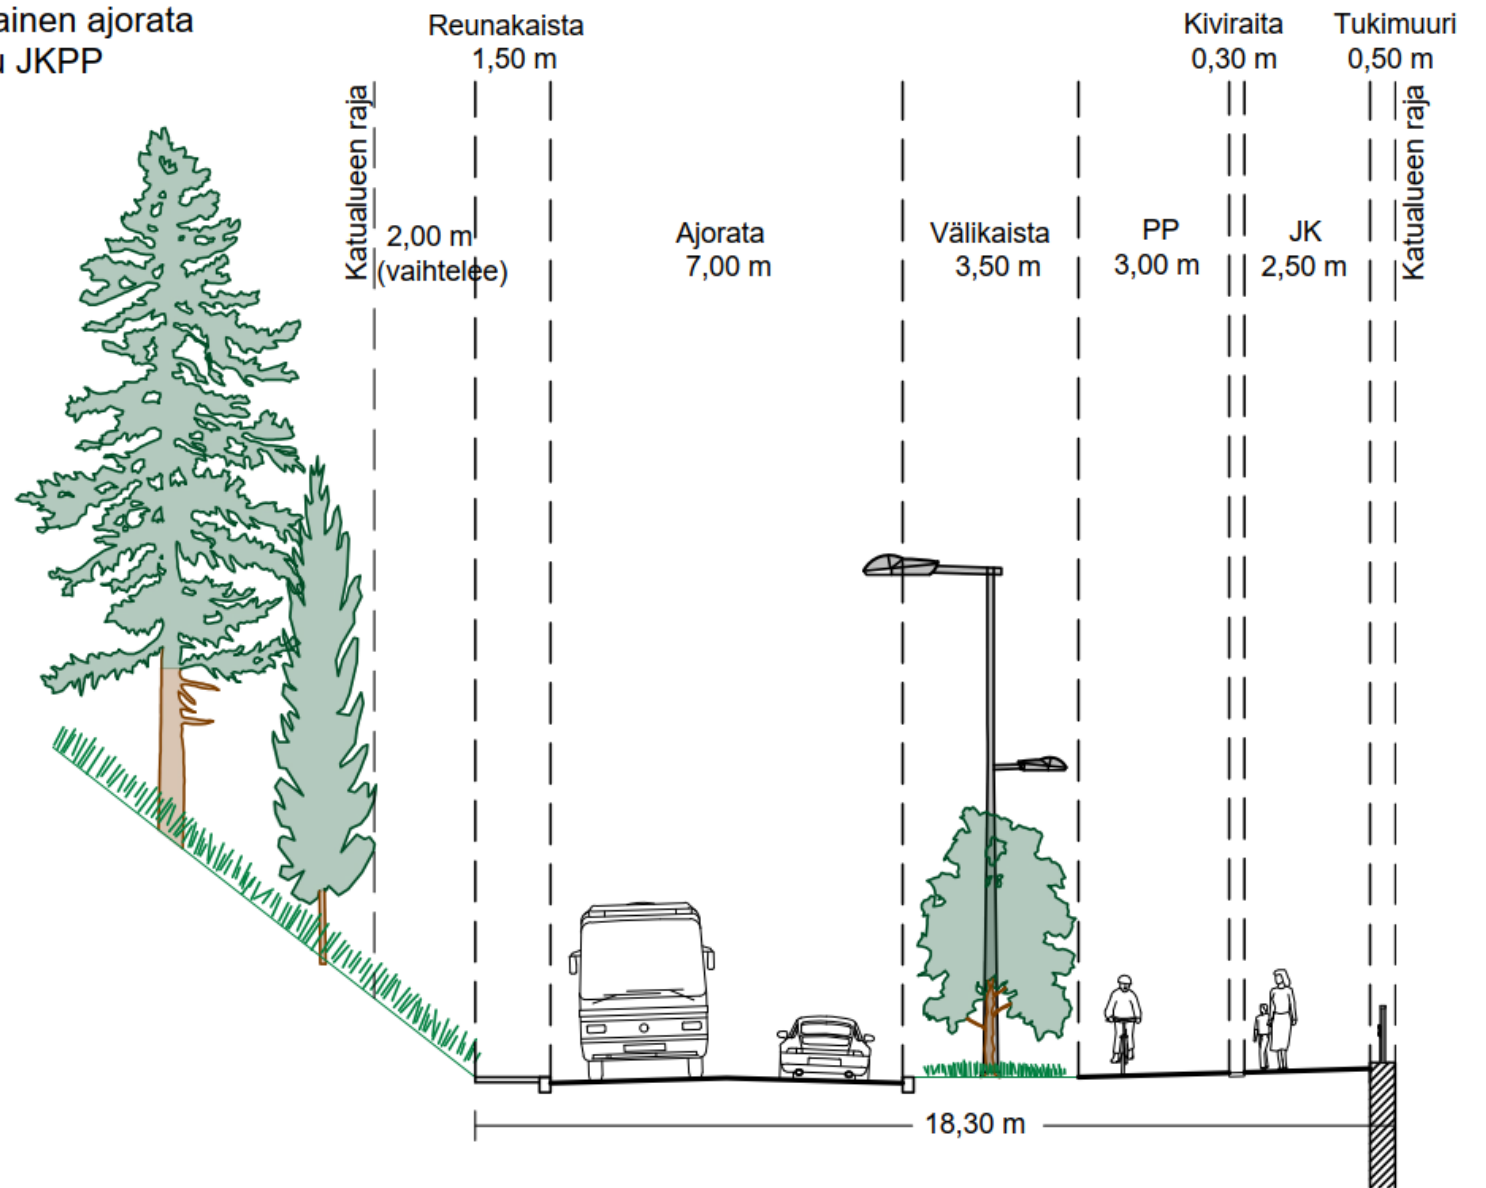 ajorata
JKPP
Reunakaista
1,50 m
Kiviraita
0,30 m
Tukimuuri
0,50 m
Katualueen raja
2,00 m
(vaihtelee)
Ajorata
7,00 m
Välikaista
3,50 m
PP
3,00 m
JK
2,50 m
Katualueen raja
18,30 m